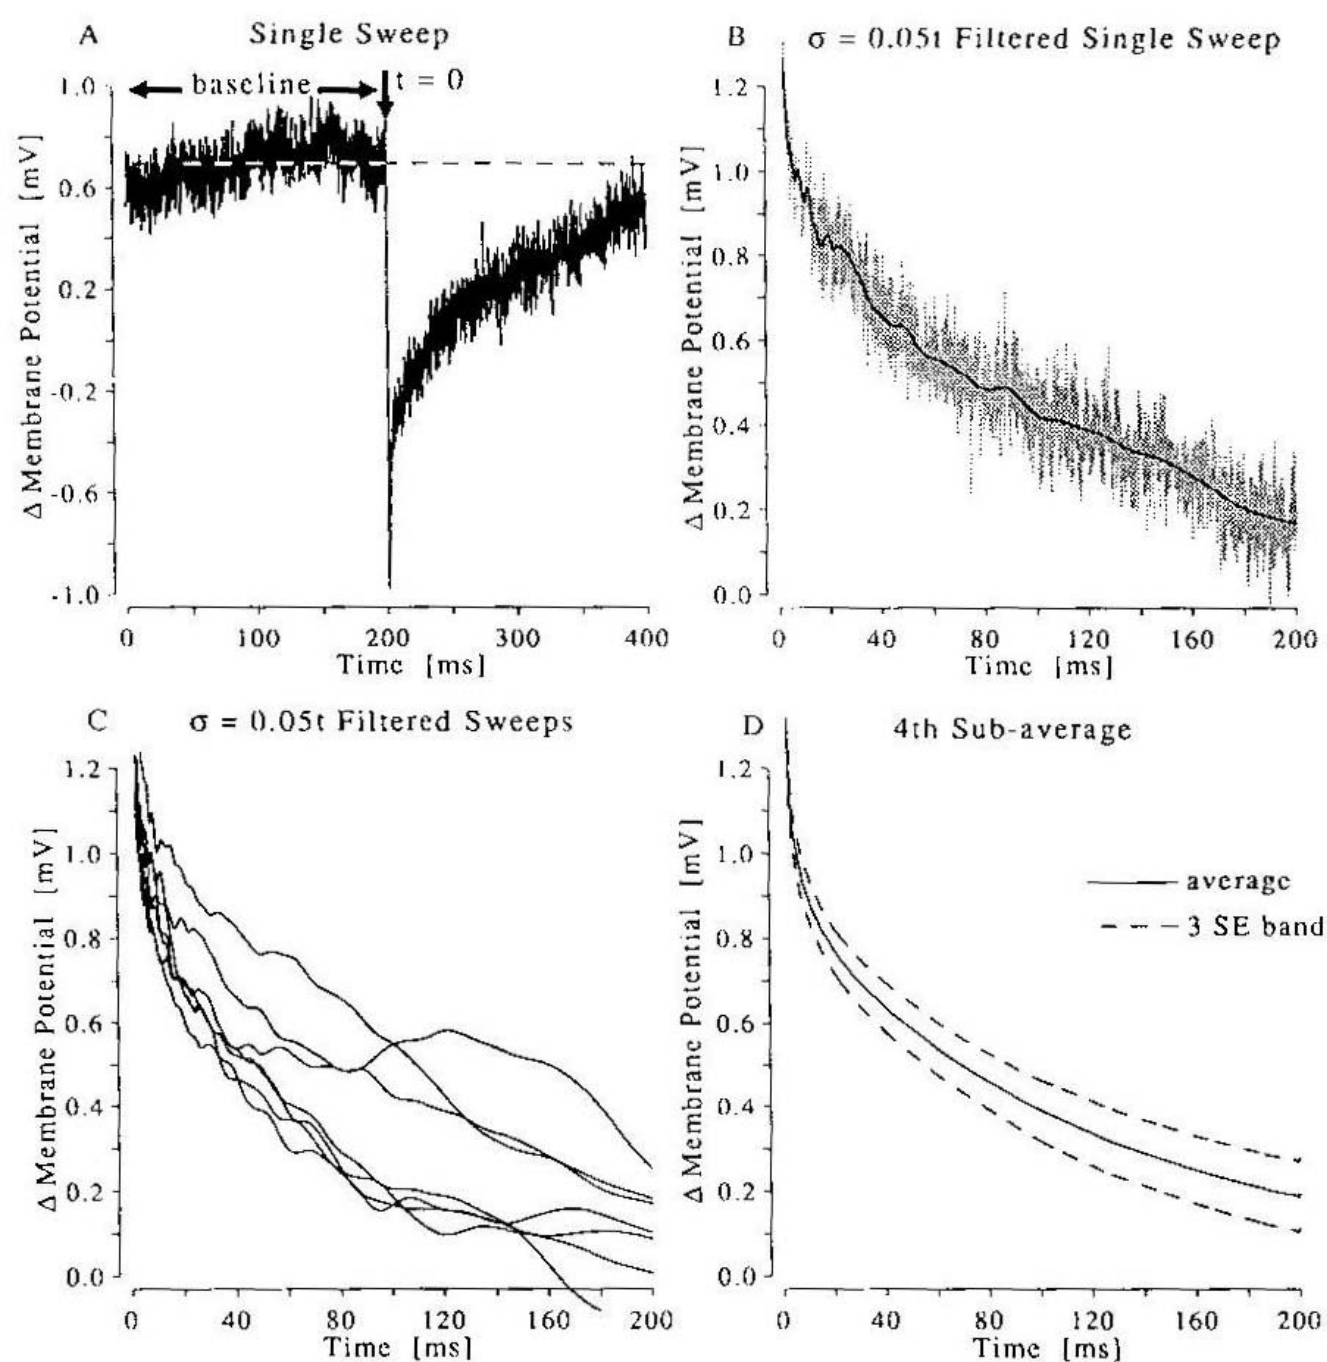 A Single Sweep
baseline t = 0
Δ Membrane Potential [mV]
1.0
0.6
0.2
-0.2
-0.6
-1.0
0 100 200 300 400
Time [ms]
B σ = 0.05t Filtered Single Sweep
Δ Membrane Potential [mV]
1.2
1.0
0.8
0.6
0.4
0.2
0.0
0 40 80 120 160 200
Time [ms]
C σ = 0.05t Filtered Sweeps
Δ Membrane Potential [mV]
1.2
1.0
0.8
0.6
0.4
0.2
0.0
0 40 80 120 160 200
Time [ms]
D 4th Sub-average
Δ Membrane Potential [mV]
1.2
1.0
0.8
0.6
0.4
0.2
0.0
average
3 SE band
0 40 80 120 160 200
Time [ms]